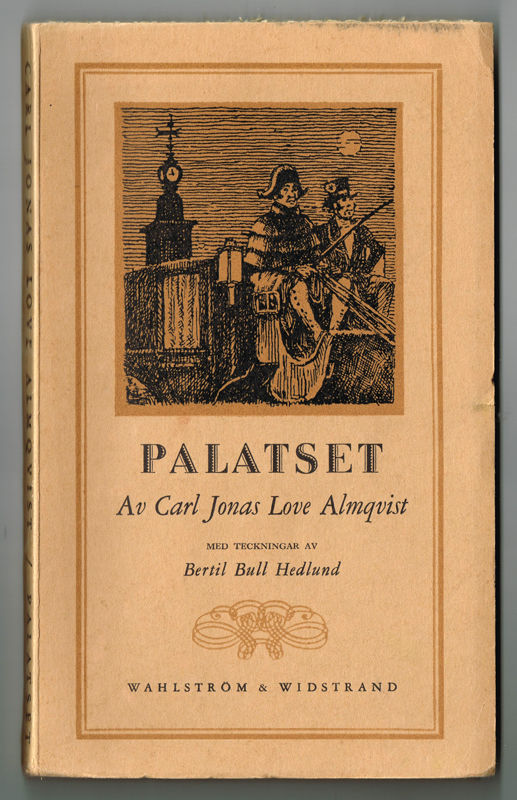 PALATSET
Av Carl Jonas Love Almqvist
MED TECKNINGAR AV
Bertil Bull Hedlund
WAHLSTRÖM & WIDSTRAND
CARL JONAS LOVE ALMQVIST / PALATSET